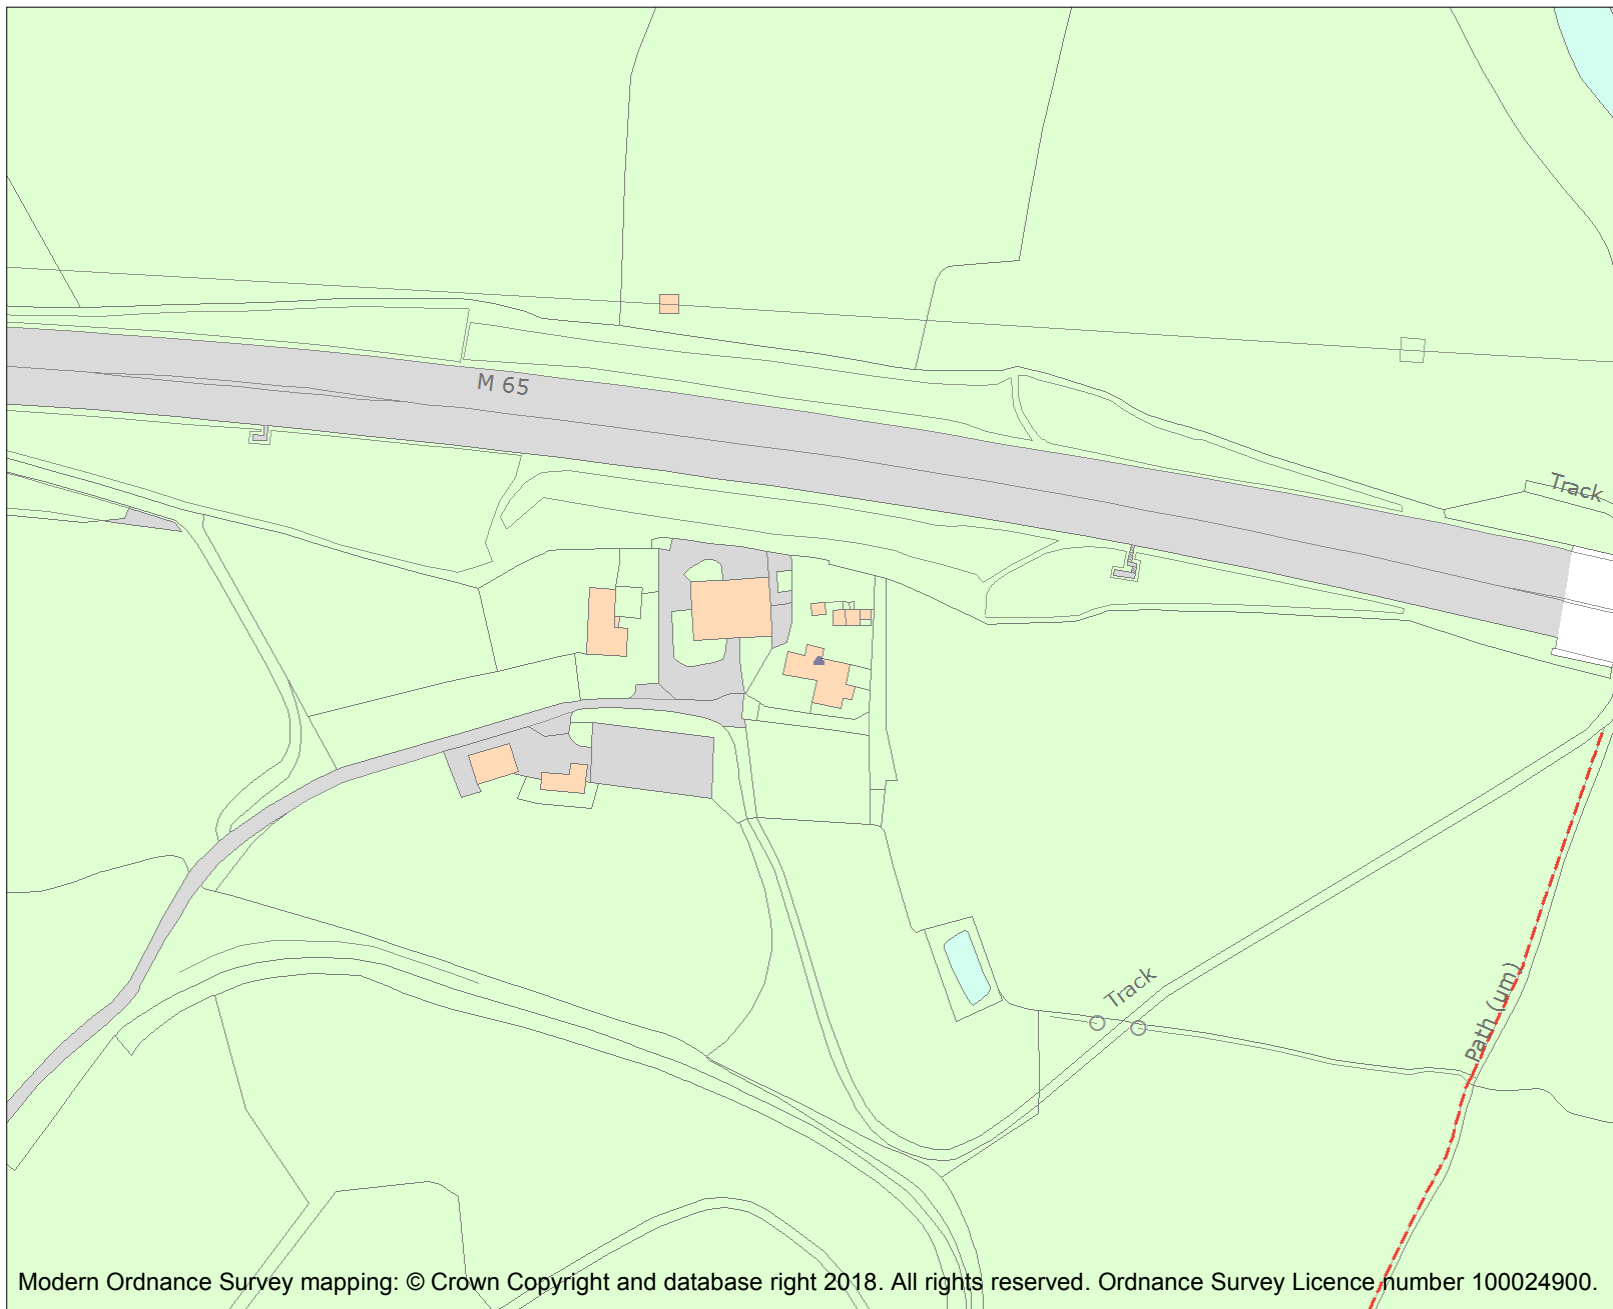 M 65
Track
Track
Path (um)
Modern Ordnance Survey mapping: © Crown Copyright and database right 2018. All rights reserved. Ordnance Survey Licence number 100024900.